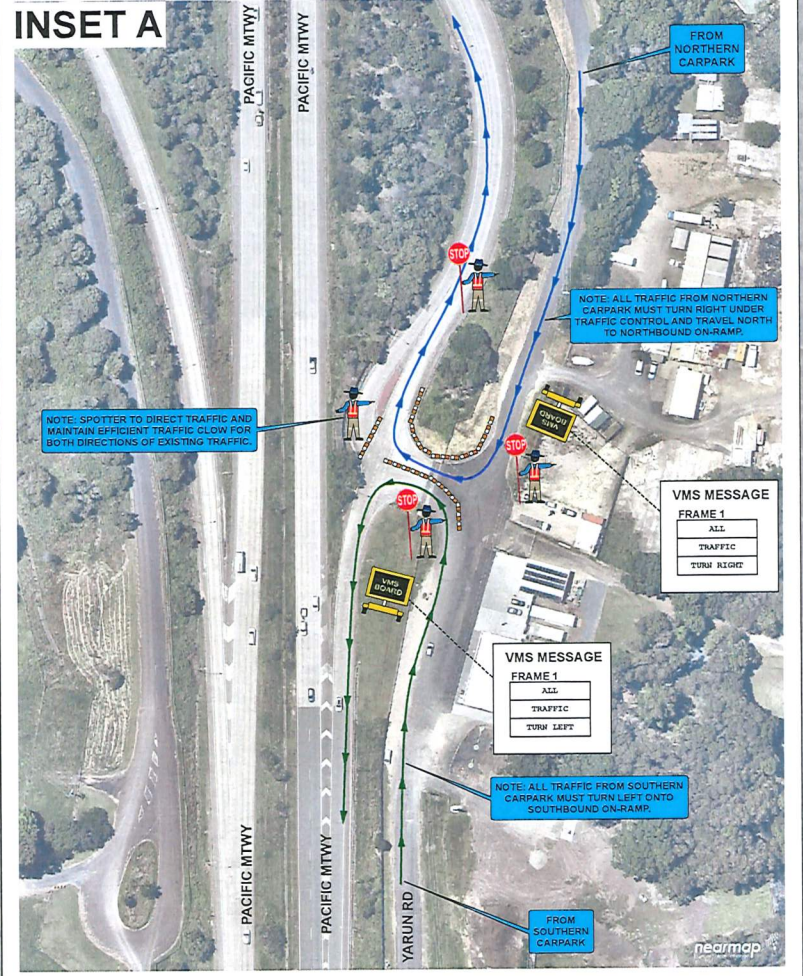 INSET A
PACIFIC MTWY
PACIFIC MTWY
FROM
NORTHERN
CARPARK
STOP
NOTE: ALL TRAFFIC FROM NORTHERN
CARPARK MUST TURN RIGHT UNDER
TRAFFIC CONTROL AND TRAVEL NORTH
TO NORTHBOUND ON-RAMP.
NOTE: SPOTTER TO DIRECT TRAFFIC AND
MAINTAIN EFFICIENT TRAFFIC CLOW FOR
BOTH DIRECTIONS OF EXISTING TRAFFIC.
VMS
BOARD
STOP
STOP
VMS MESSAGE
FRAME 1
ALL
TRAFFIC
TURN RIGHT
VMS
BOARD
VMS MESSAGE
FRAME 1
ALL
TRAFFIC
TURN LEFT
NOTE: ALL TRAFFIC FROM SOUTHERN
CARPARK MUST TURN LEFT ONTO
SOUTHBOUND ON-RAMP.
PACIFIC MTWY
PACIFIC MTWY
YARUN RD
FROM
SOUTHERN
CARPARK
nearmap